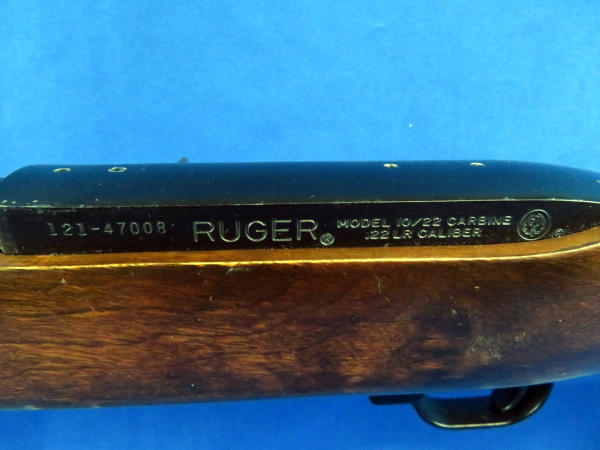 121-47008 RUGER® MODEL 10/22 CARBINE
.22 LR CALIBER ®